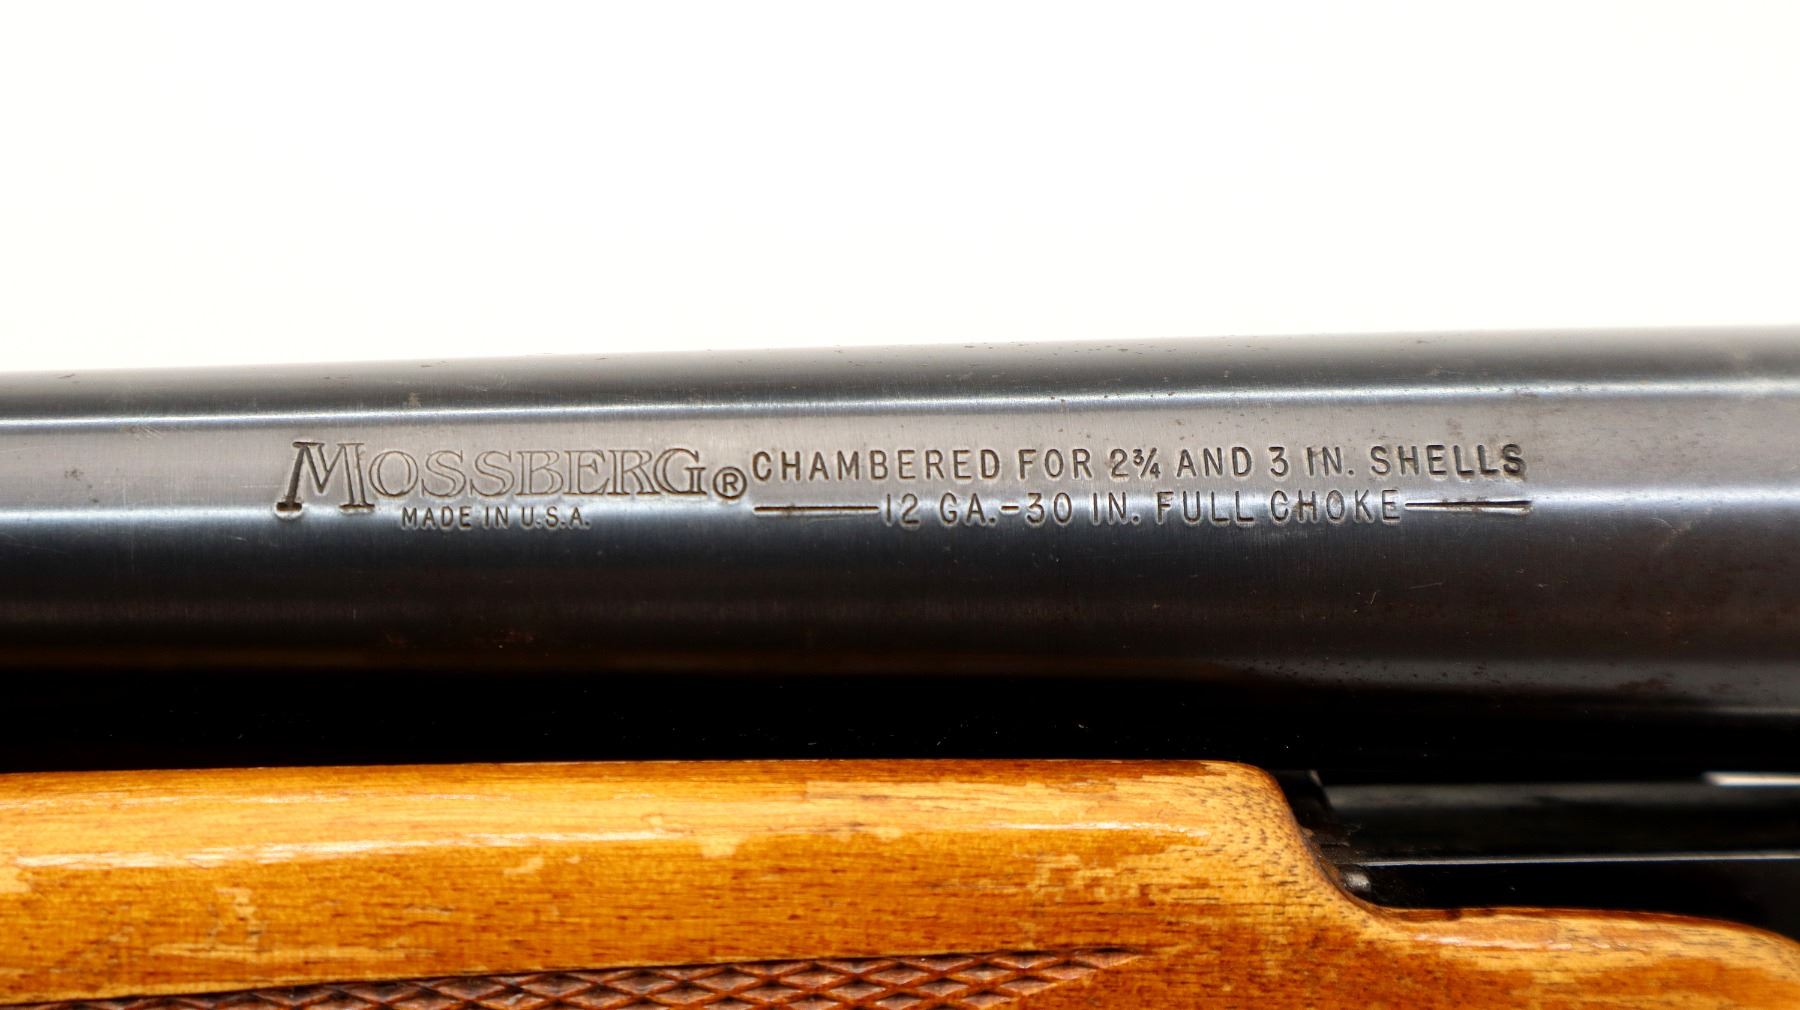 MOSSBERG® CHAMBERED FOR 2¾ AND 3 IN. SHELLS
MADE IN U.S.A. 12 GA.-30 IN. FULL CHOKE